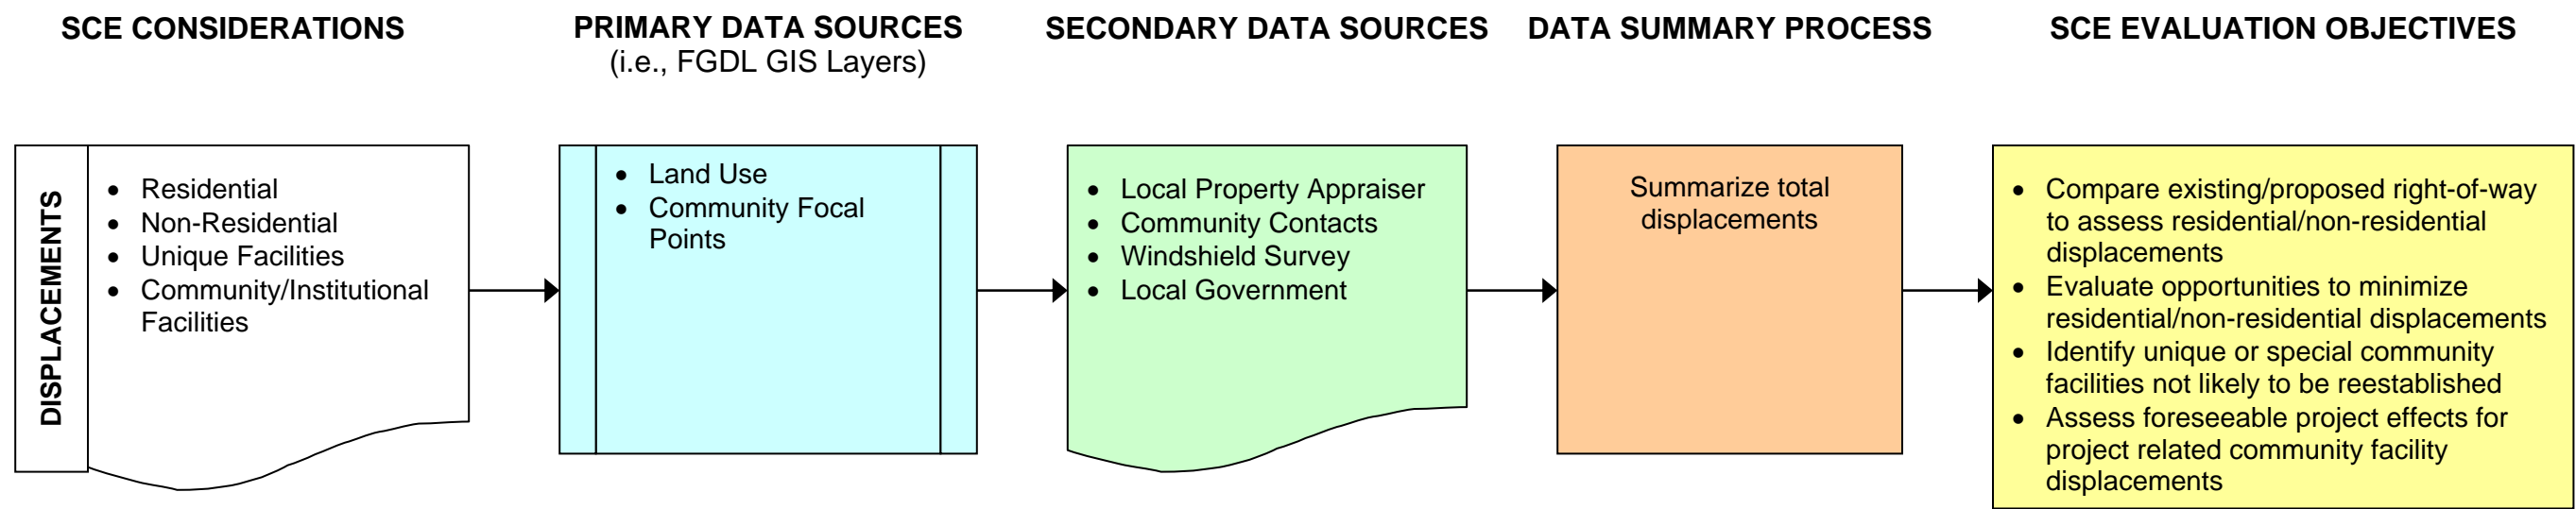 SCE CONSIDERATIONS
PRIMARY DATA SOURCES
(i.e., FGDL GIS Layers)
SECONDARY DATA SOURCES
DATA SUMMARY PROCESS
SCE EVALUATION OBJECTIVES
DISPLACEMENTS
• Residential
• Non-Residential
• Unique Facilities
• Community/Institutional
Facilities
• Land Use
• Community Focal
Points
• Local Property Appraiser
• Community Contacts
• Windshield Survey
• Local Government
Summarize total
displacements
• Compare existing/proposed right-of-way
to assess residential/non-residential
displacements
• Evaluate opportunities to minimize
residential/non-residential displacements
• Identify unique or special community
facilities not likely to be reestablished
• Assess foreseeable project effects for
project related community facility
displacements